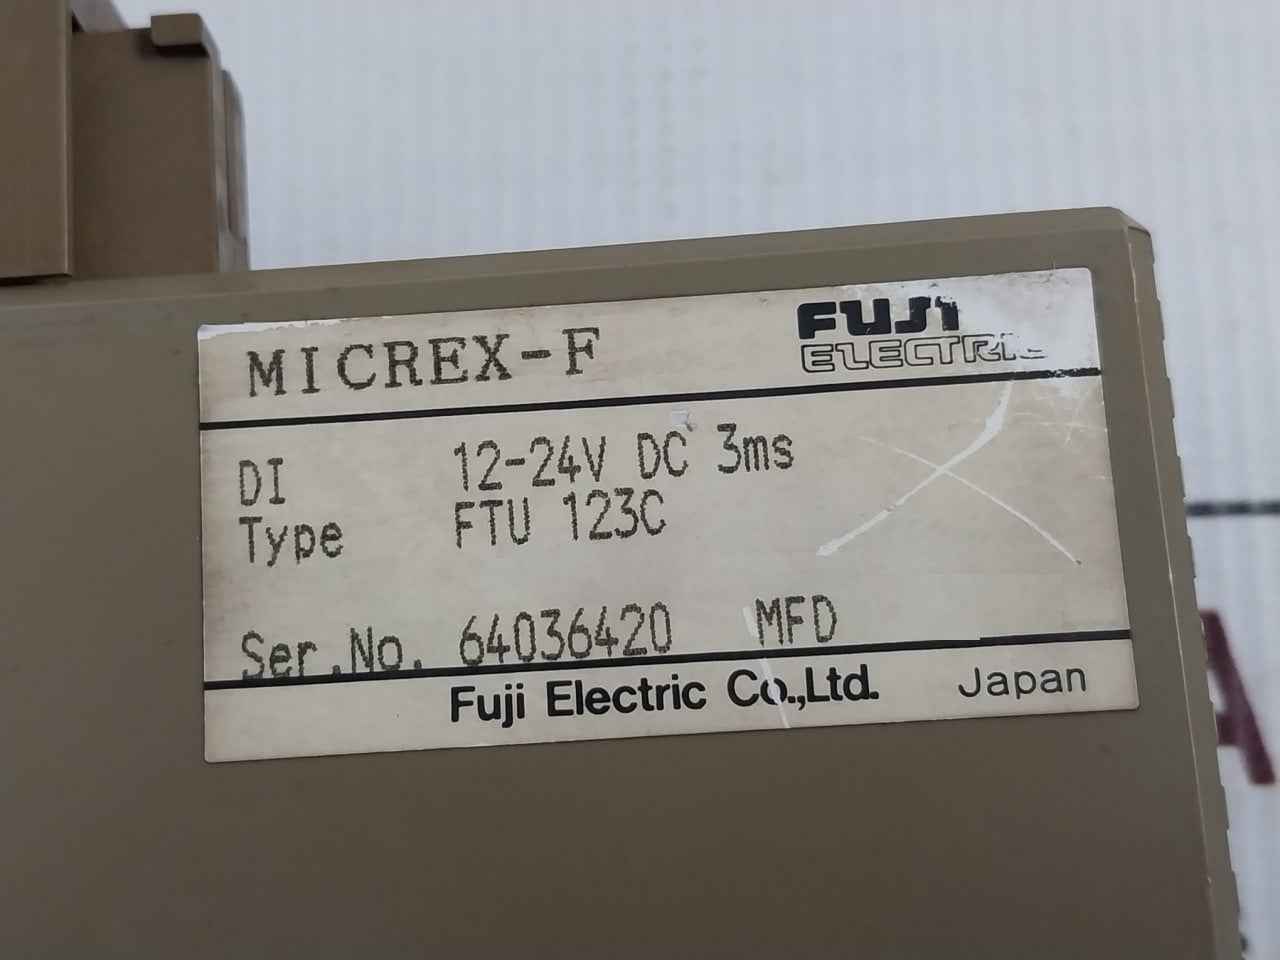 MICREX-F
FUJI
ELECTRIC
DI 12-24V DC 3ms
Type FTU 123C
Ser.No. 64036420 MFD
Fuji Electric Co.,Ltd. Japan
A